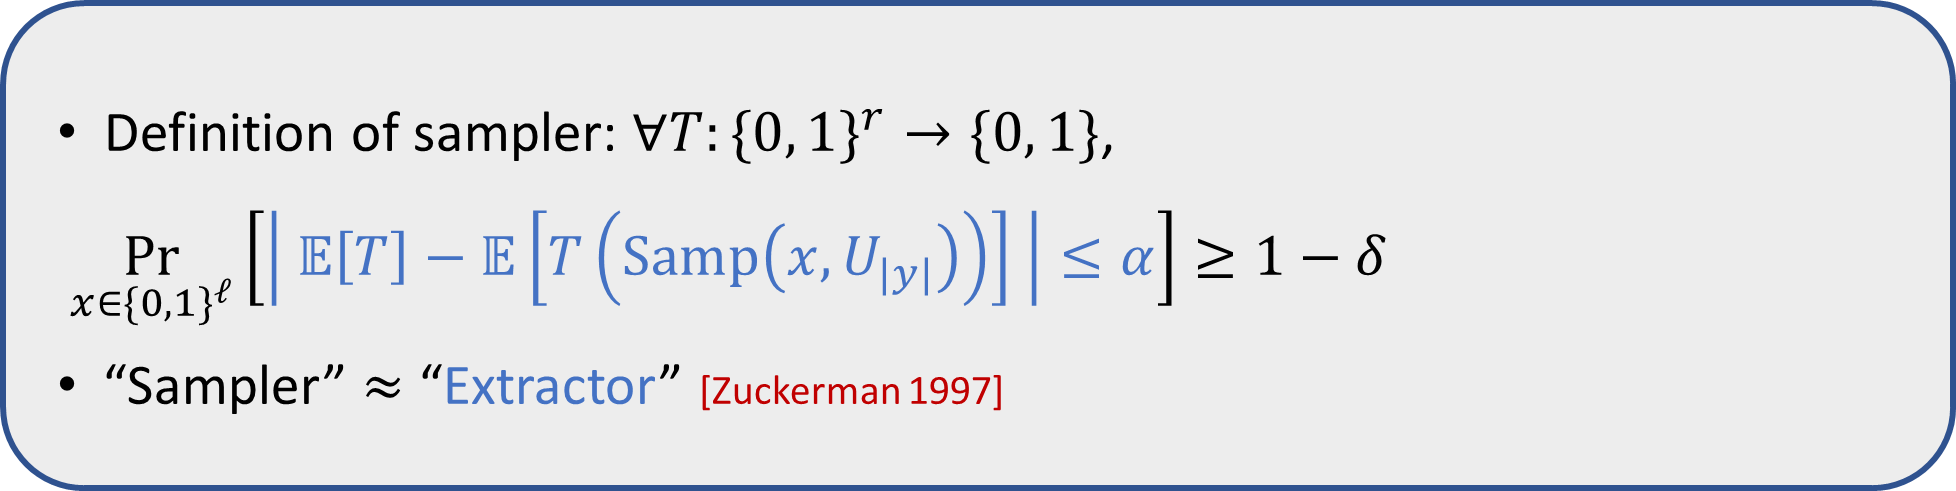 • Definition of sampler: ∀T: {0, 1}ʳ → {0, 1},
Pr_{x∈{0,1}^ℓ} [| 𝔼[T] − 𝔼[T(Samp(x, U_{|y|}))] | ≤ α] ≥ 1 − δ
• “Sampler” ≈ “Extractor” [Zuckerman 1997]